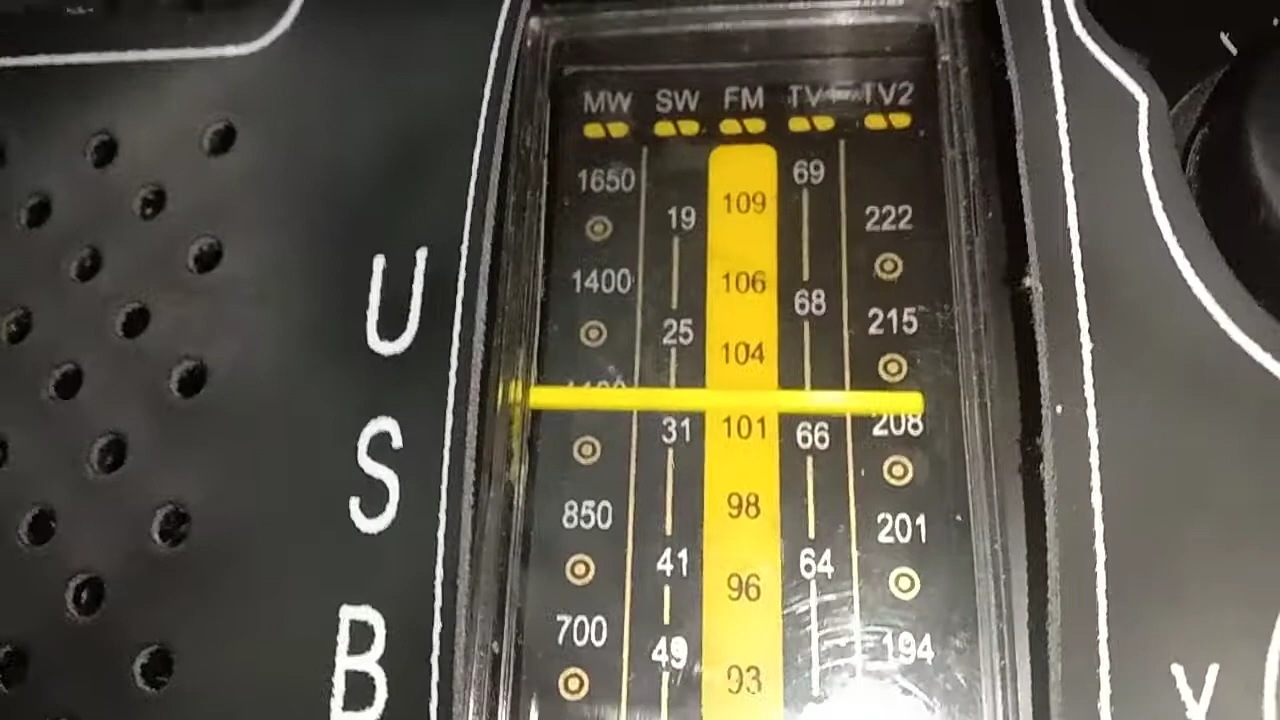 MW SW FM TV1 TV2
1650 19 109 69 222
1400 25 106 68 215
104
31 101 66 208
850 41 98 64 201
700 49 96 194
93
U
S
B